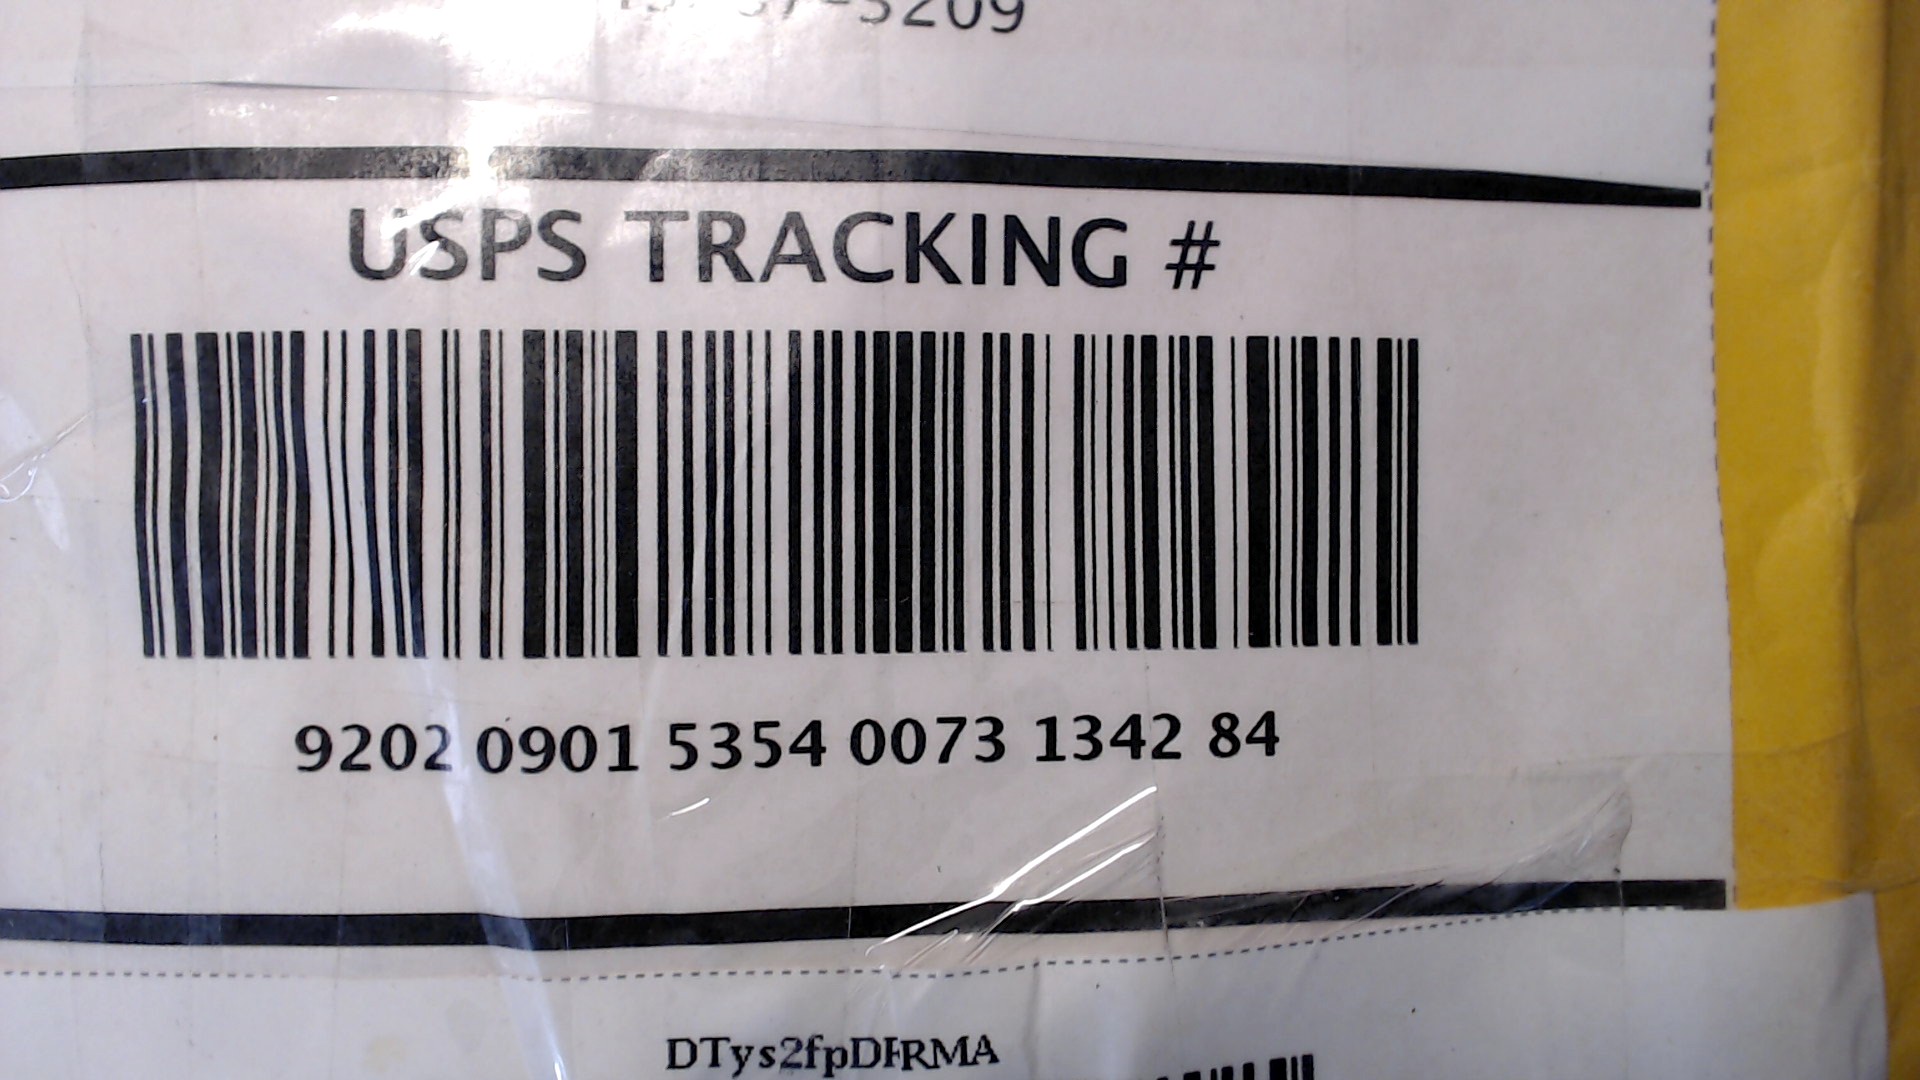 USPS TRACKING #
9202 0901 5354 0073 1342 84
DTys2fpDFRMA